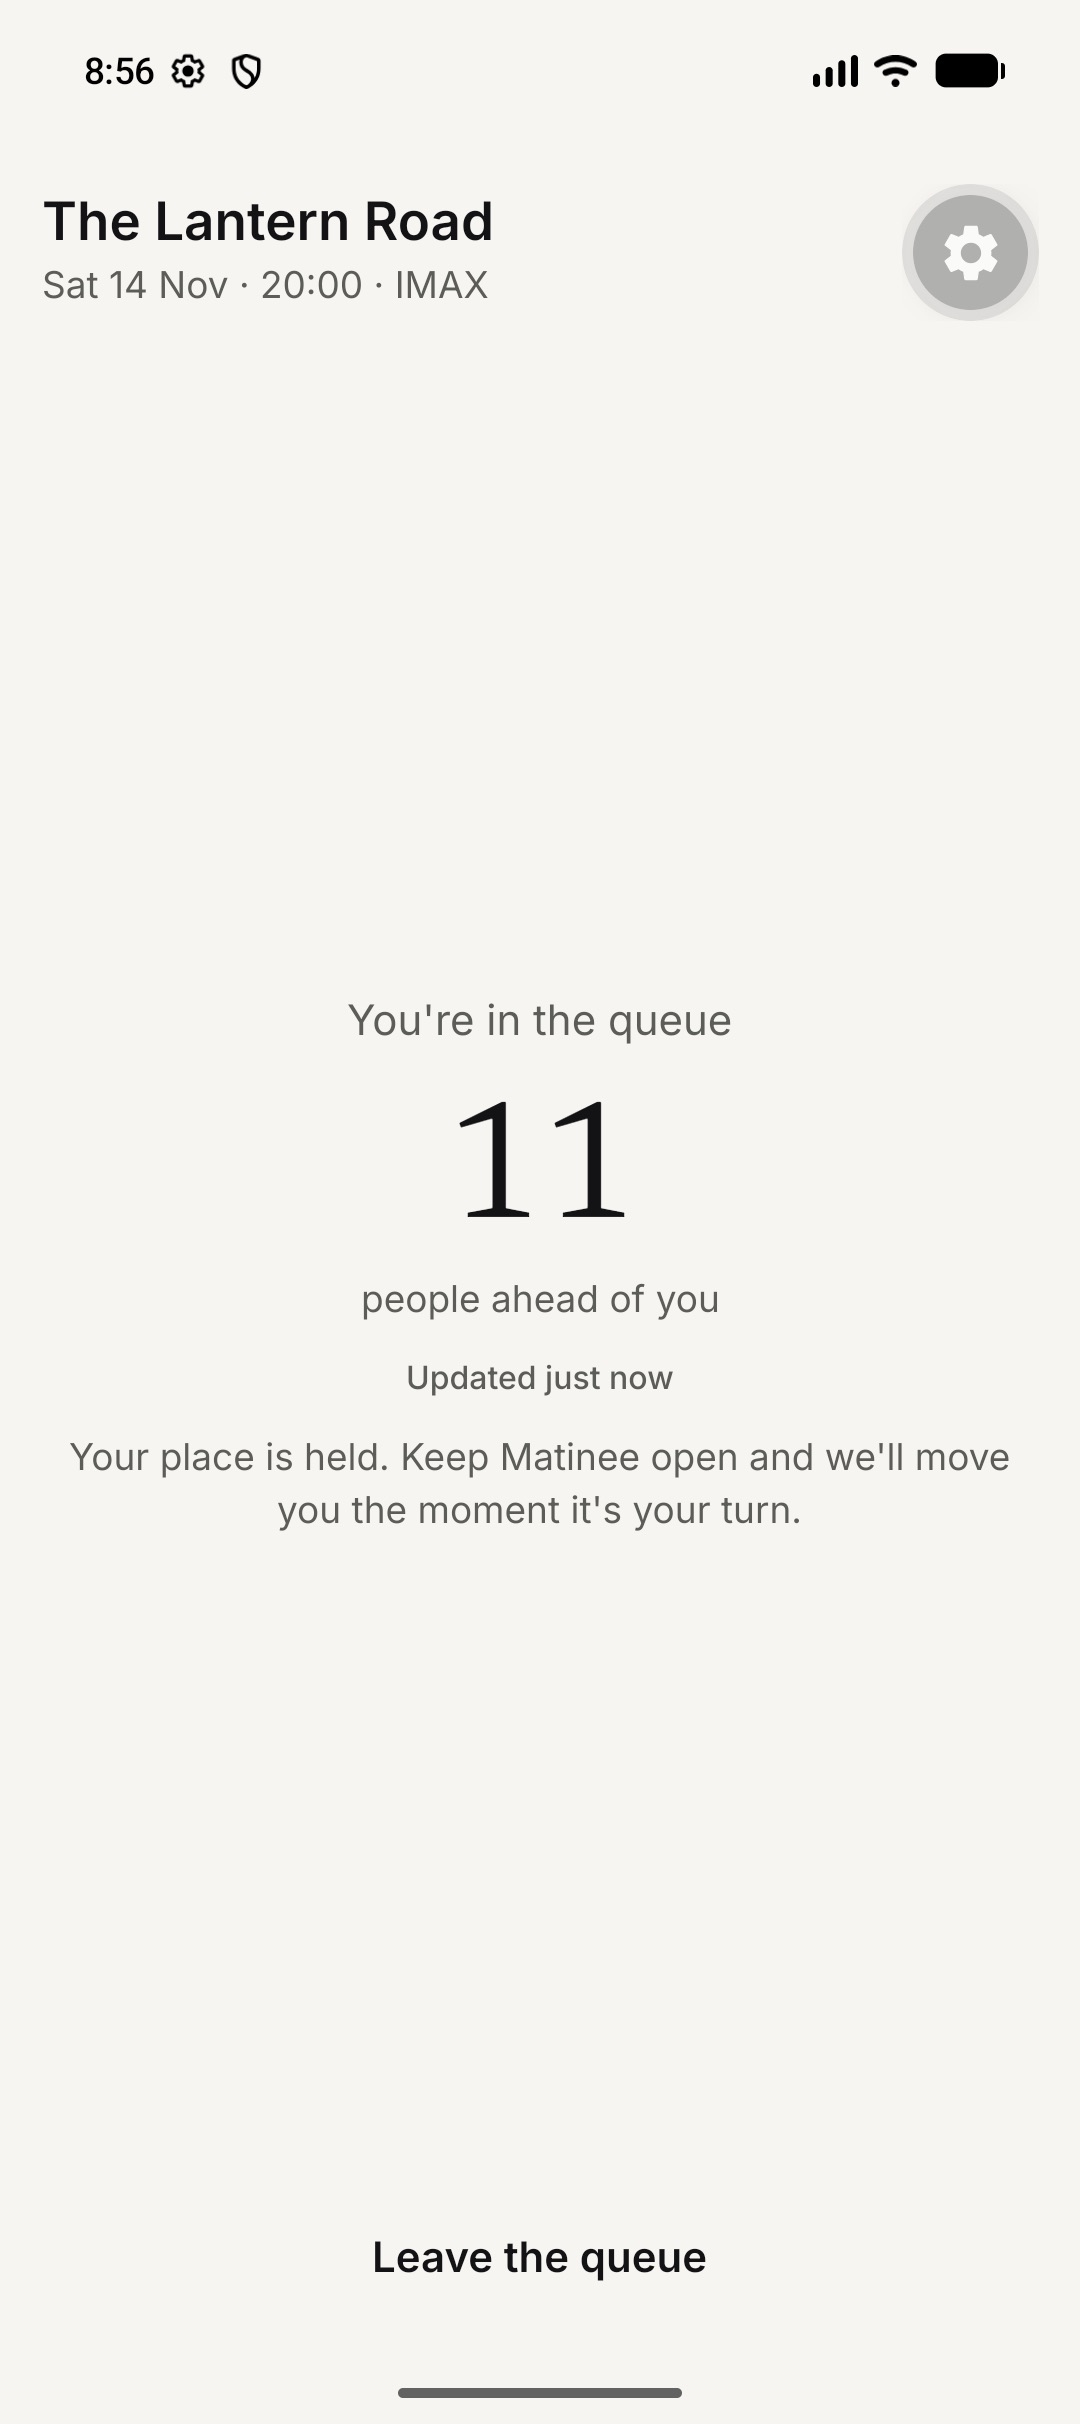 8:56
The Lantern Road
Sat 14 Nov · 20:00 · IMAX
You're in the queue
11
people ahead of you
Updated just now
Your place is held. Keep Matinee open and we'll move
you the moment it's your turn.
Leave the queue